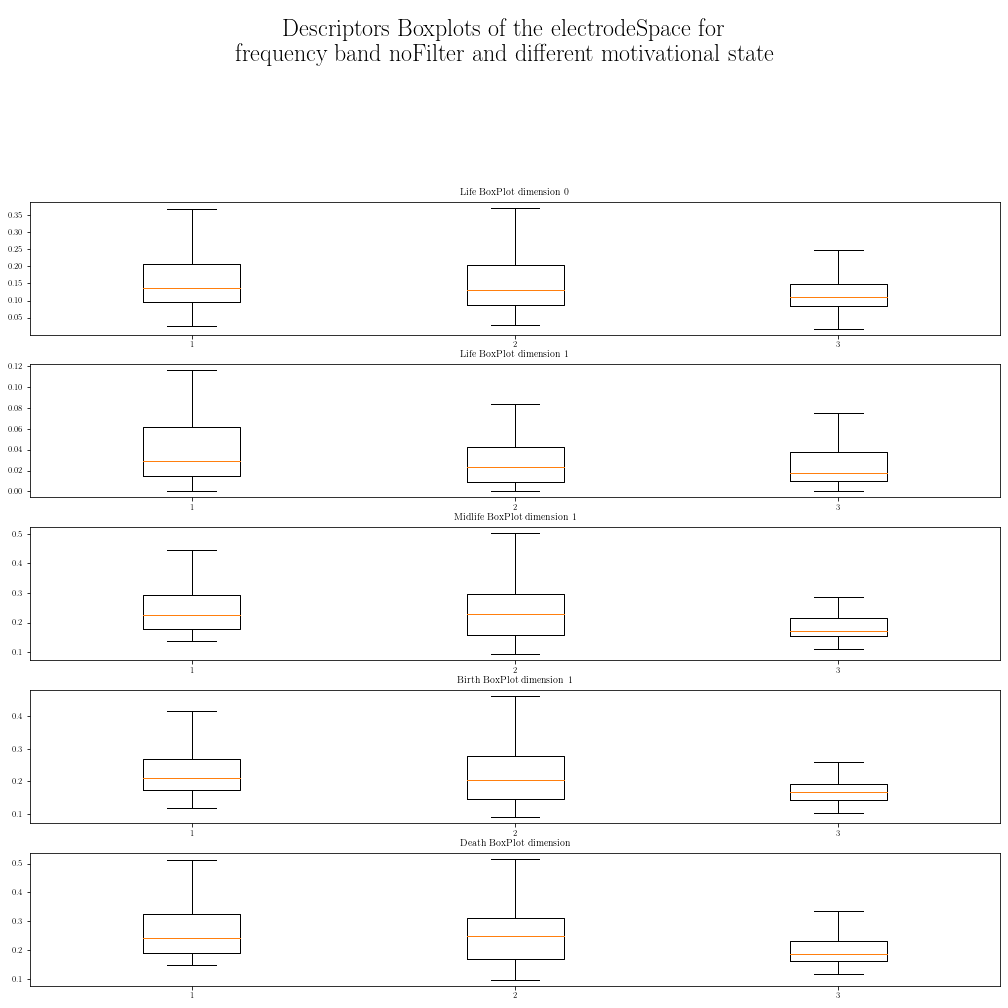 Descriptors Boxplots of the electrodeSpace for
frequency band noFilter and different motivational state
Life BoxPlot dimension 0
0.35
0.30
0.25
0.20
0.15
0.10
0.05
1 2 3
Life BoxPlot dimension 1
0.12
0.10
0.08
0.06
0.04
0.02
0.00
1 2 3
Midlife BoxPlot dimension 1
0.5
0.4
0.3
0.2
0.1
1 2 3
Birth BoxPlot dimension 1
0.4
0.3
0.2
0.1
1 2 3
Death BoxPlot dimension
0.5
0.4
0.3
0.2
0.1
1 2 3